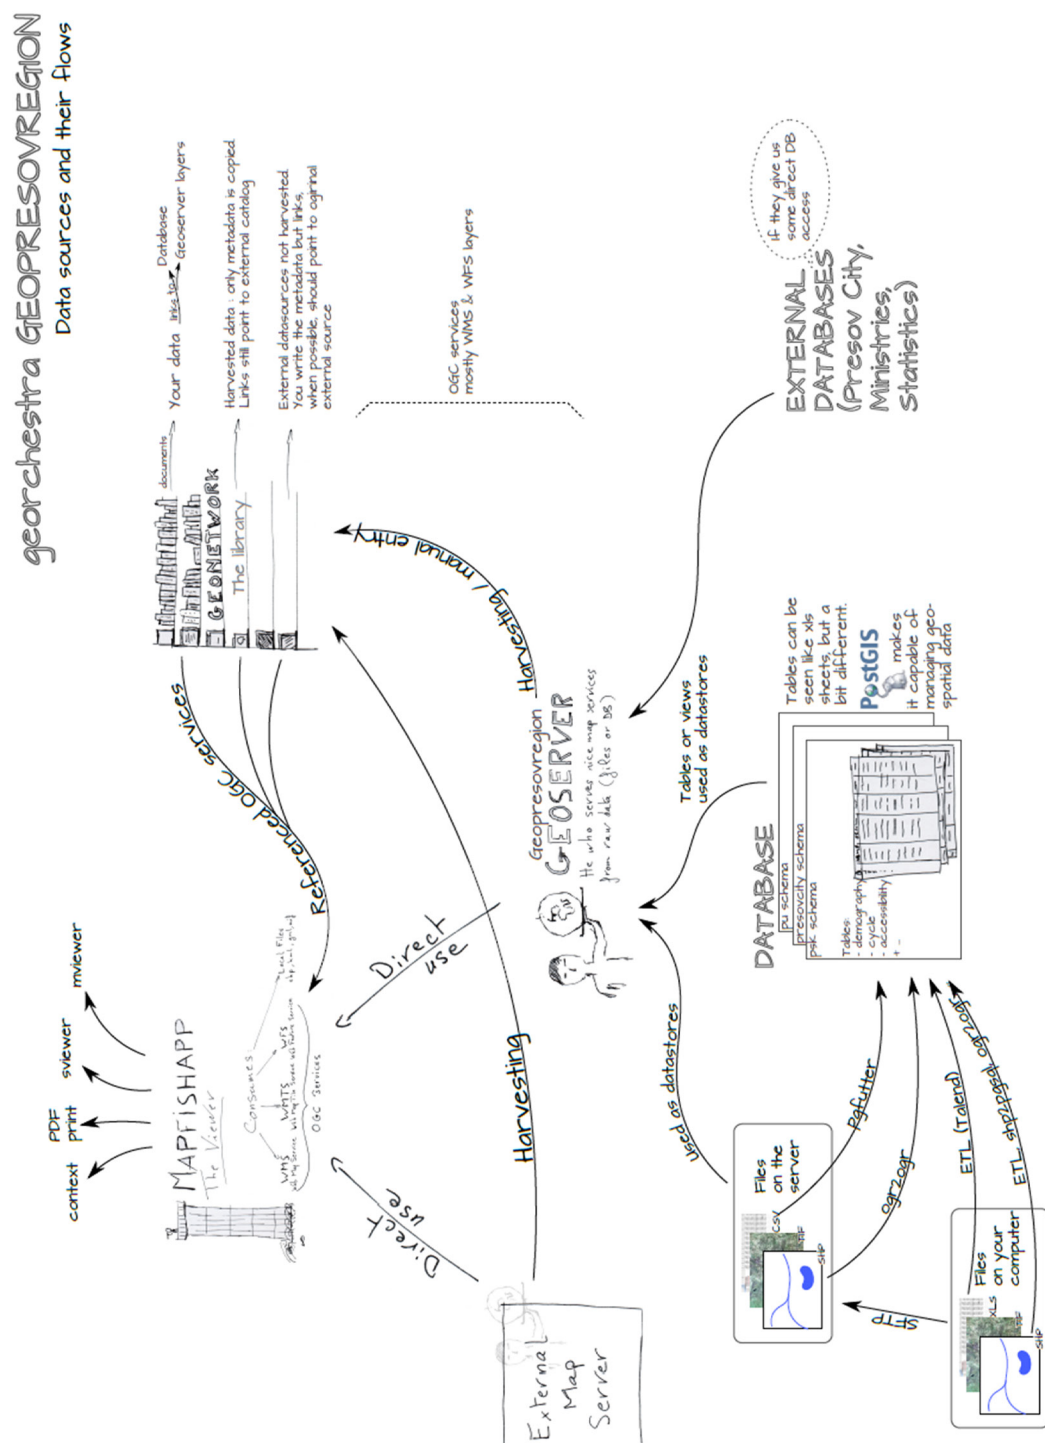 georchestra GEOPRESOVREGION
Data sources and their flows
context
PDF
print
sviewer
mviewer
MAPFISHAPP
The Viewer
Consumes:
WMS
WMTS
WFS
Local Files
OGC Services
Referenced OGC services
documents
GEONETWORK
The library
Your data links to
Database
Geoserver layers
Harvested data : only metadata is copied.
Links still point to external catalog
External datasources not harvested.
You write the metadata but links,
when possible, should point to oginal
external source
OGC services
mostly WMS & WFS layers
Direct
use
Direct
use
Harvesting
Harvesting / manual entry
External
Map
Server
Geopresovregion
GEOSERVER
He who serves nice map services
from raw data (files or DB)
used as datastores
Tables or views
used as datastores
EXTERNAL
DATABASES
(Presov City,
Ministries,
Statistics)
If they give us
some direct DB
access
Files
on the
server
CSV
SHP
pgfutter
ogr2ogr
SFTP
ETL (Talend)
ETL, shp2pgsql, ogr2ogr
Files
on your
computer
XLS
SHP
DATABASE
pu schema
presovcity schema
psk schema
Tables:
- demography
- cycle
- accessibility
+ ...
Tables can be
seen like xls
sheets, but a
bit different.
PostGIS
makes
it capable of
managing geo-
spatial data